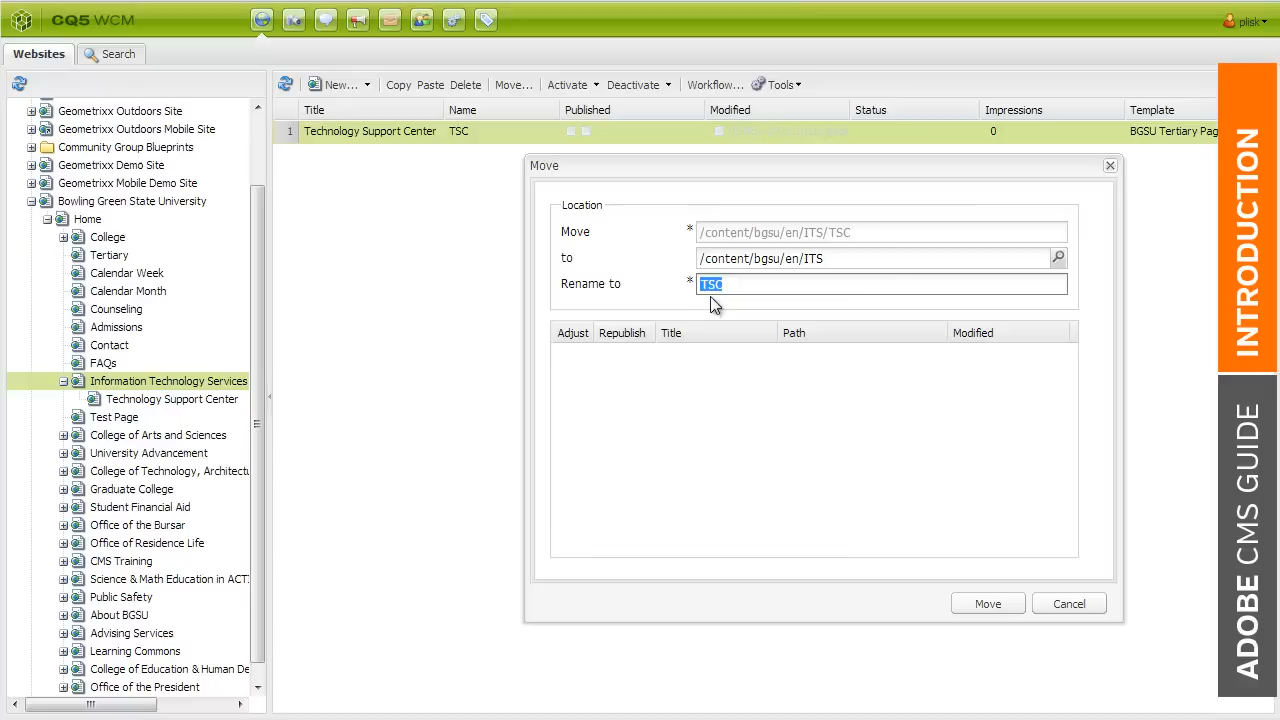 CQ5 WCM
plisk
Websites
Search
New...
Copy
Paste
Delete
Move...
Activate
Deactivate
Workflow...
Tools
Title
Name
Published
Modified
Status
Impressions
Template
1
Technology Support Center
TSC
0
BGSU Tertiary Pag
Geometrixx Outdoors Site
Geometrixx Outdoors Mobile Site
Community Group Blueprints
Geometrixx Demo Site
Geometrixx Mobile Demo Site
Bowling Green State University
Home
College
Tertiary
Calendar Week
Calendar Month
Counseling
Admissions
Contact
FAQs
Information Technology Services
Technology Support Center
Test Page
College of Arts and Sciences
University Advancement
College of Technology, Architectu
Graduate College
Student Financial Aid
Office of the Bursar
Office of Residence Life
CMS Training
Science & Math Education in ACTI
Public Safety
About BGSU
Advising Services
Learning Commons
College of Education & Human De
Office of the President
Move
Location
Move
*
/content/bgsu/en/ITS/TSC
to
/content/bgsu/en/ITS
Rename to
*
TSC
Adjust
Republish
Title
Path
Modified
Move
Cancel
INTRODUCTION
ADOBE CMS GUIDE